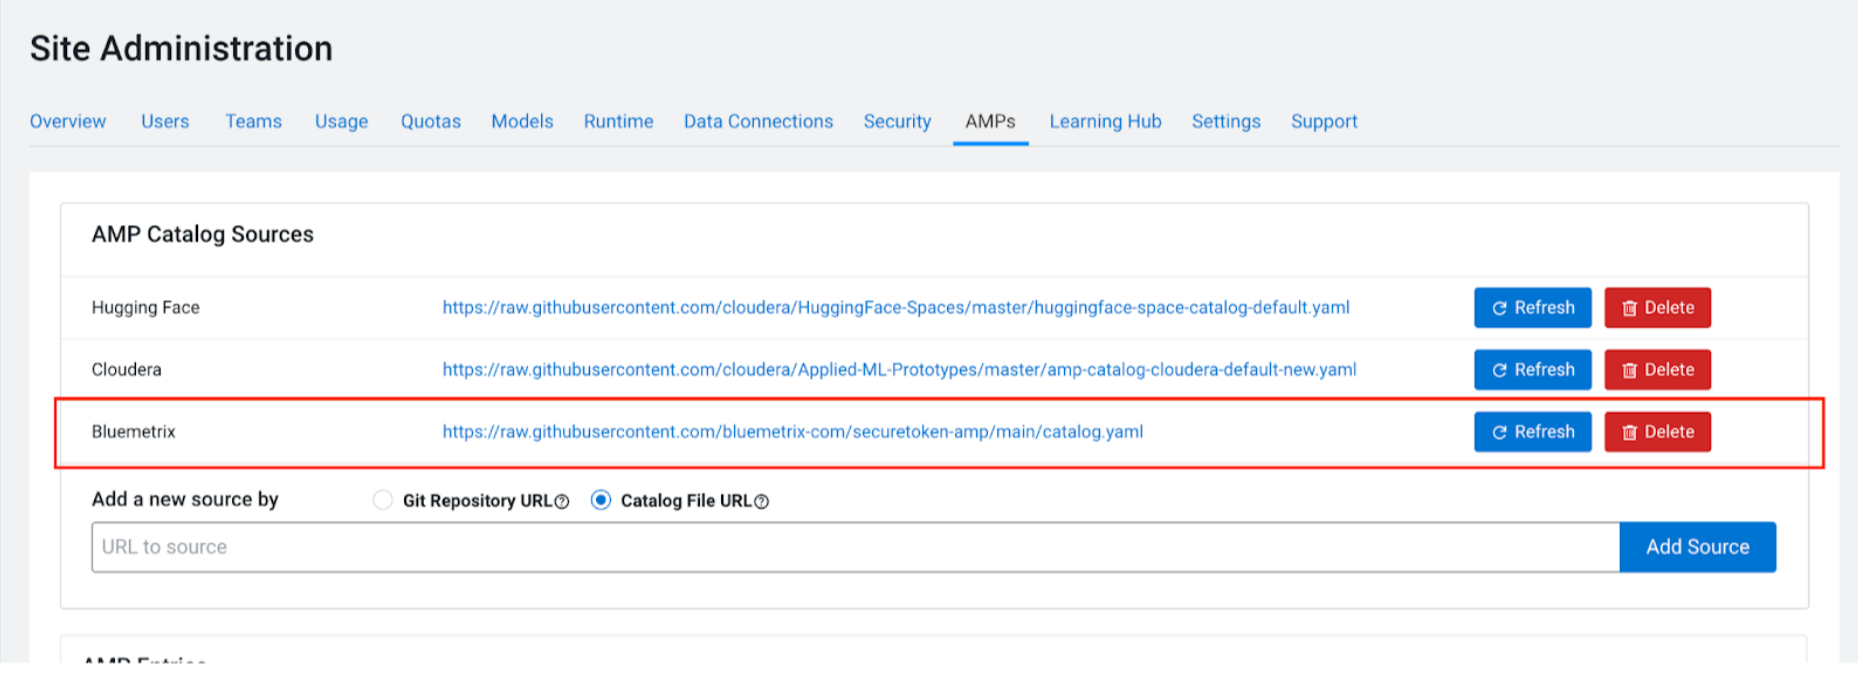 Site Administration
Overview Users Teams Usage Quotas Models Runtime Data Connections Security AMPs Learning Hub Settings Support
AMP Catalog Sources
Hugging Face https://raw.githubusercontent.com/cloudera/HuggingFace-Spaces/master/huggingface-space-catalog-default.yaml Refresh Delete
Cloudera https://raw.githubusercontent.com/cloudera/Applied-ML-Prototypes/master/amp-catalog-cloudera-default-new.yaml Refresh Delete
Bluemetrix https://raw.githubusercontent.com/bluemetrix-com/securetoken-amp/main/catalog.yaml Refresh Delete
Add a new source by Git Repository URL Catalog File URL
URL to source Add Source
AMP Entries